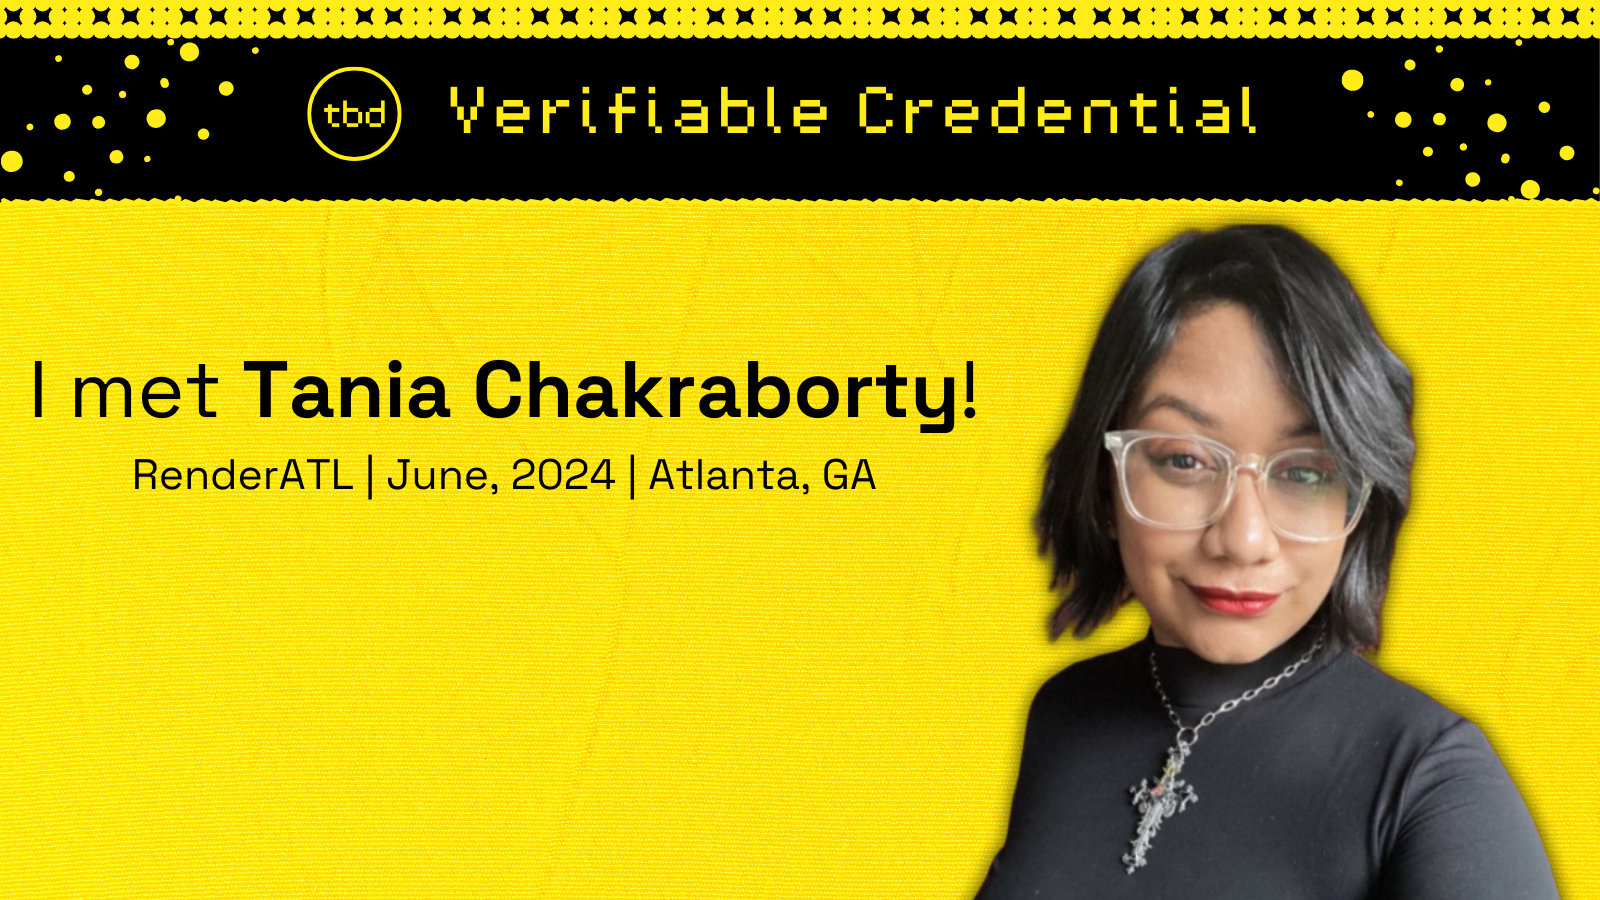 tbd Verifiable Credential
I met Tania Chakraborty!
RenderATL | June, 2024 | Atlanta, GA